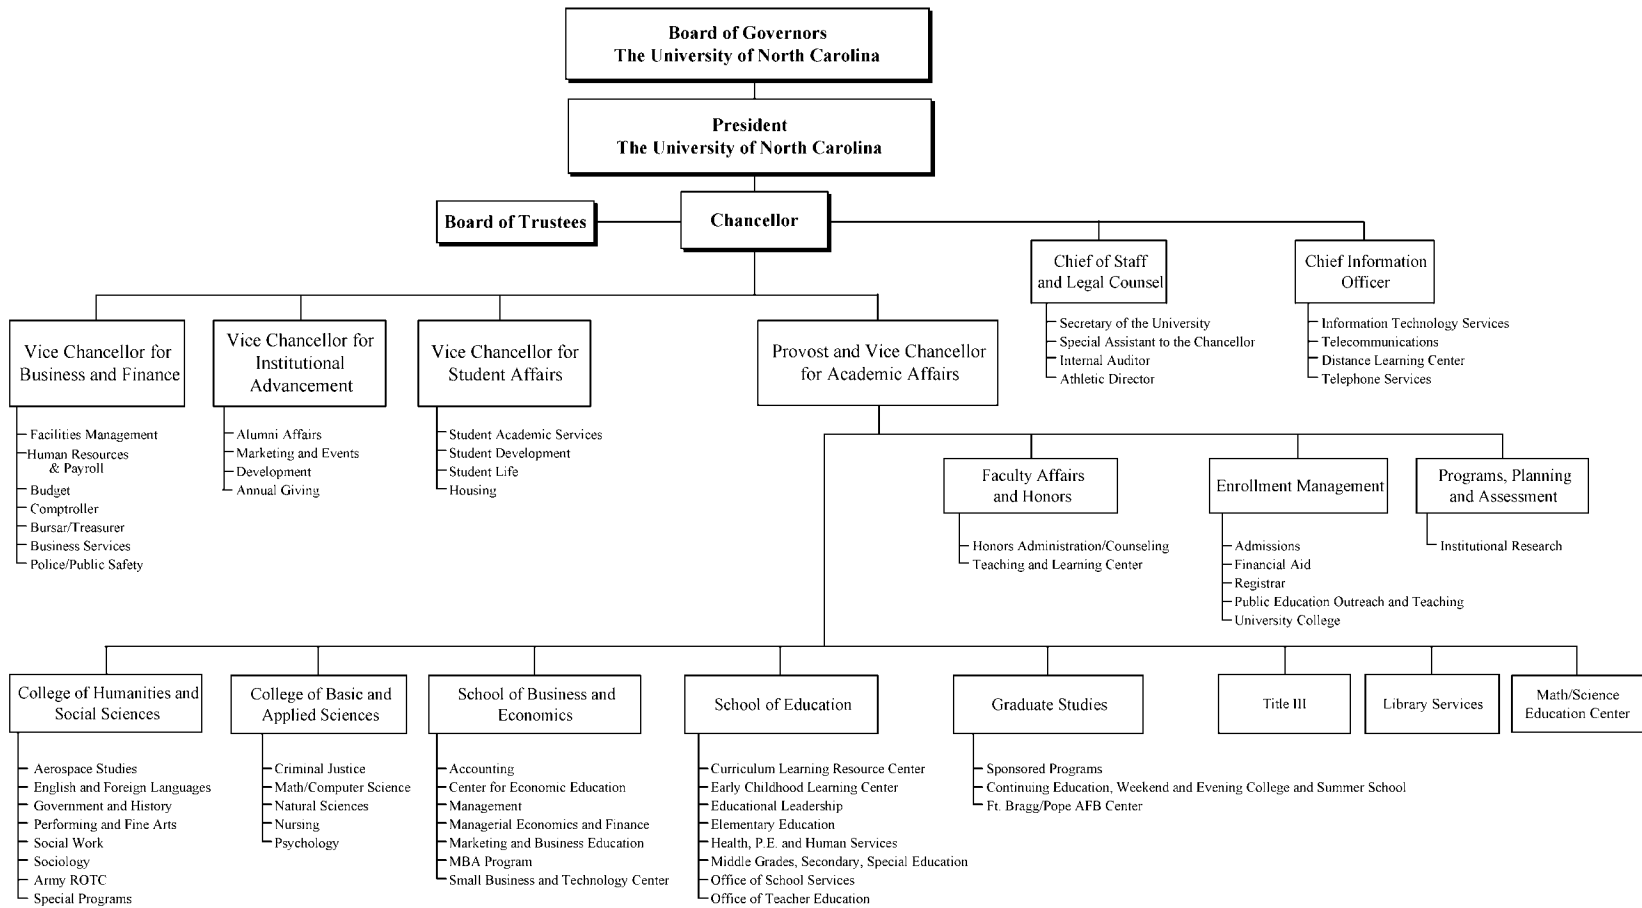 Board of Governors
The University of North Carolina
President
The University of North Carolina
Board of Trustees
Chancellor
Chief of Staff
and Legal Counsel
Secretary of the University
Special Assistant to the Chancellor
Internal Auditor
Athletic Director
Chief Information
Officer
Information Technology Services
Telecommunications
Distance Learning Center
Telephone Services
Vice Chancellor for
Business and Finance
Facilities Management
Human Resources
& Payroll
Budget
Comptroller
Bursar/Treasurer
Business Services
Police/Public Safety
Vice Chancellor for
Institutional
Advancement
Alumni Affairs
Marketing and Events
Development
Annual Giving
Vice Chancellor for
Student Affairs
Student Academic Services
Student Development
Student Life
Housing
Provost and Vice Chancellor
for Academic Affairs
Faculty Affairs
and Honors
Honors Administration/Counseling
Teaching and Learning Center
Enrollment Management
Admissions
Financial Aid
Registrar
Public Education Outreach and Teaching
University College
Programs, Planning
and Assessment
Institutional Research
College of Humanities and
Social Sciences
Aerospace Studies
English and Foreign Languages
Government and History
Performing and Fine Arts
Social Work
Sociology
Army ROTC
Special Programs
College of Basic and
Applied Sciences
Criminal Justice
Math/Computer Science
Natural Sciences
Nursing
Psychology
School of Business and
Economics
Accounting
Center for Economic Education
Management
Managerial Economics and Finance
Marketing and Business Education
MBA Program
Small Business and Technology Center
School of Education
Curriculum Learning Resource Center
Early Childhood Learning Center
Educational Leadership
Elementary Education
Health, P.E. and Human Services
Middle Grades, Secondary, Special Education
Office of School Services
Office of Teacher Education
Graduate Studies
Sponsored Programs
Continuing Education, Weekend and Evening College and Summer School
Ft. Bragg/Pope AFB Center
Title III
Library Services
Math/Science
Education Center